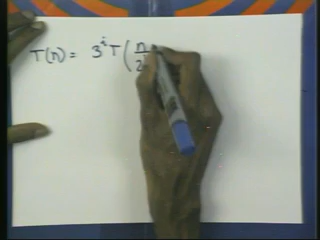 T(n) = 3^i T(n/2